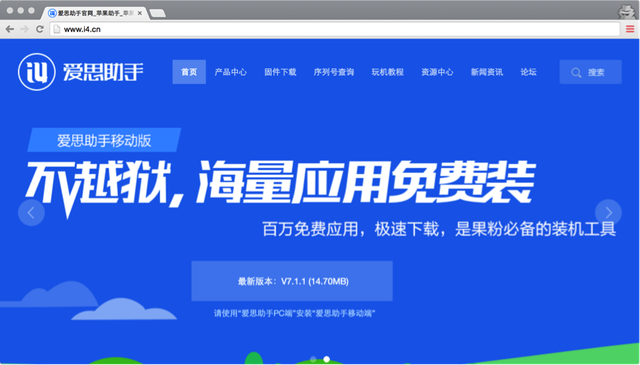 爱思助手官网_苹果助手_苹果
www.i4.cn
i4 爱思助手
首页 产品中心 固件下载 序列号查询 玩机教程 资源中心 新闻资讯 论坛 搜索
爱思助手移动版
不越狱,海量应用免费装
百万免费应用，极速下载，是果粉必备的装机工具
最新版本：V7.1.1 (14.70MB)
请使用“爱思助手PC端”安装“爱思助手移动端”